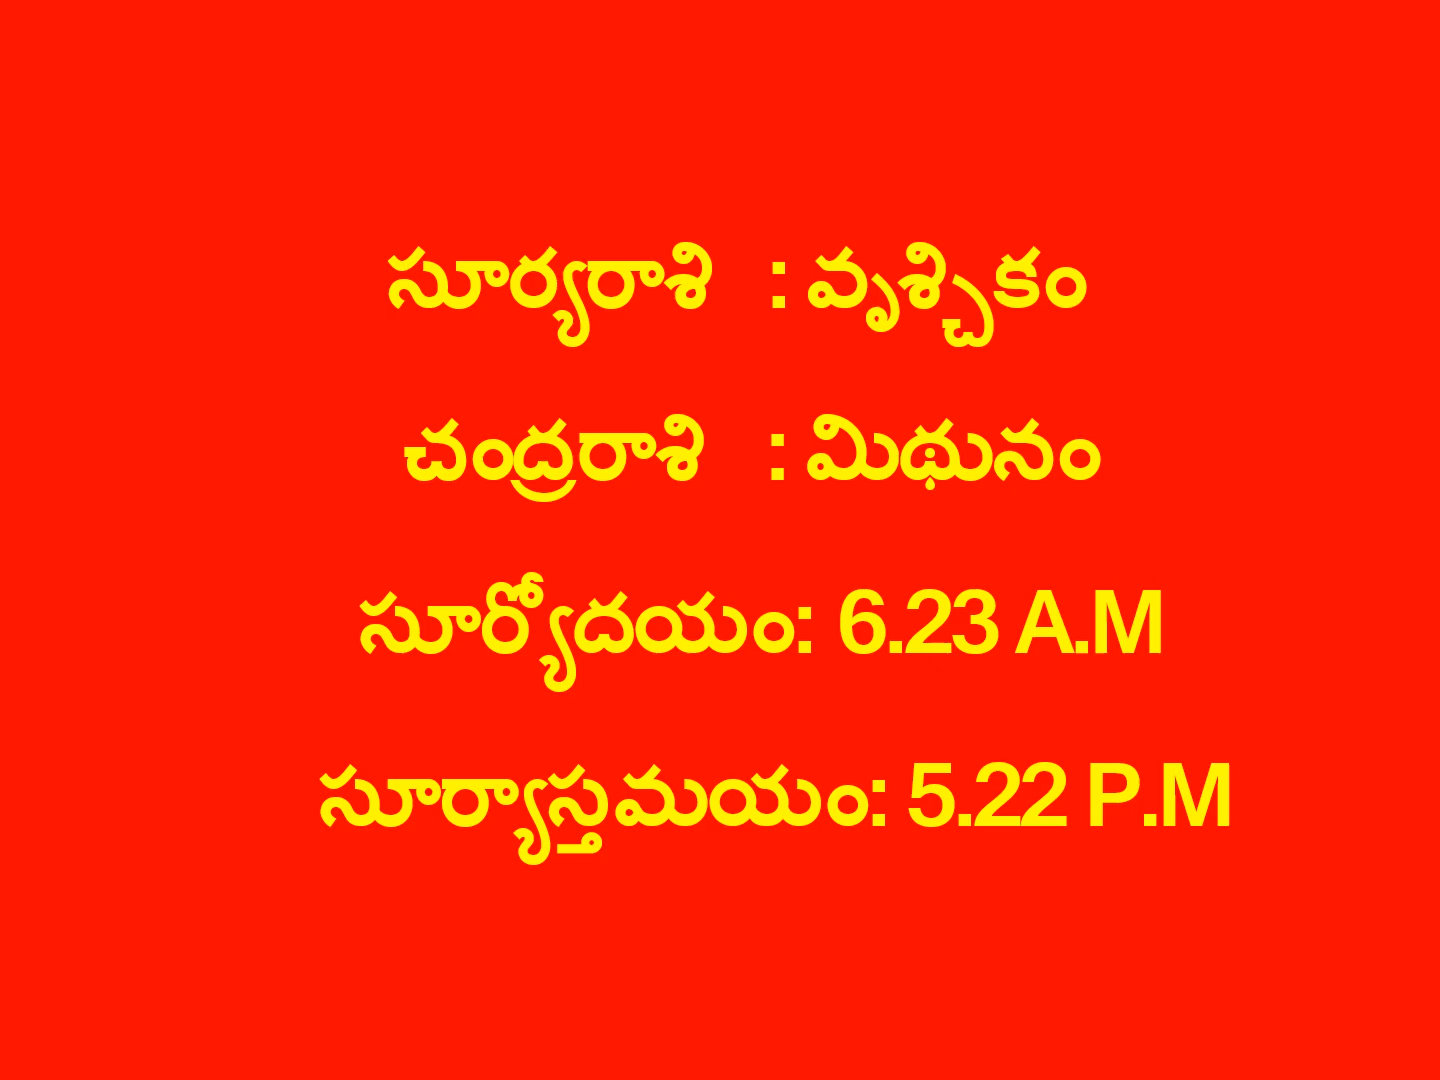 సూర్యరాశి : వృశ్చికం
చంద్రరాశి : మిథునం
సూర్యోదయం: 6.23 A.M
సూర్యాస్తమయం: 5.22 P.M